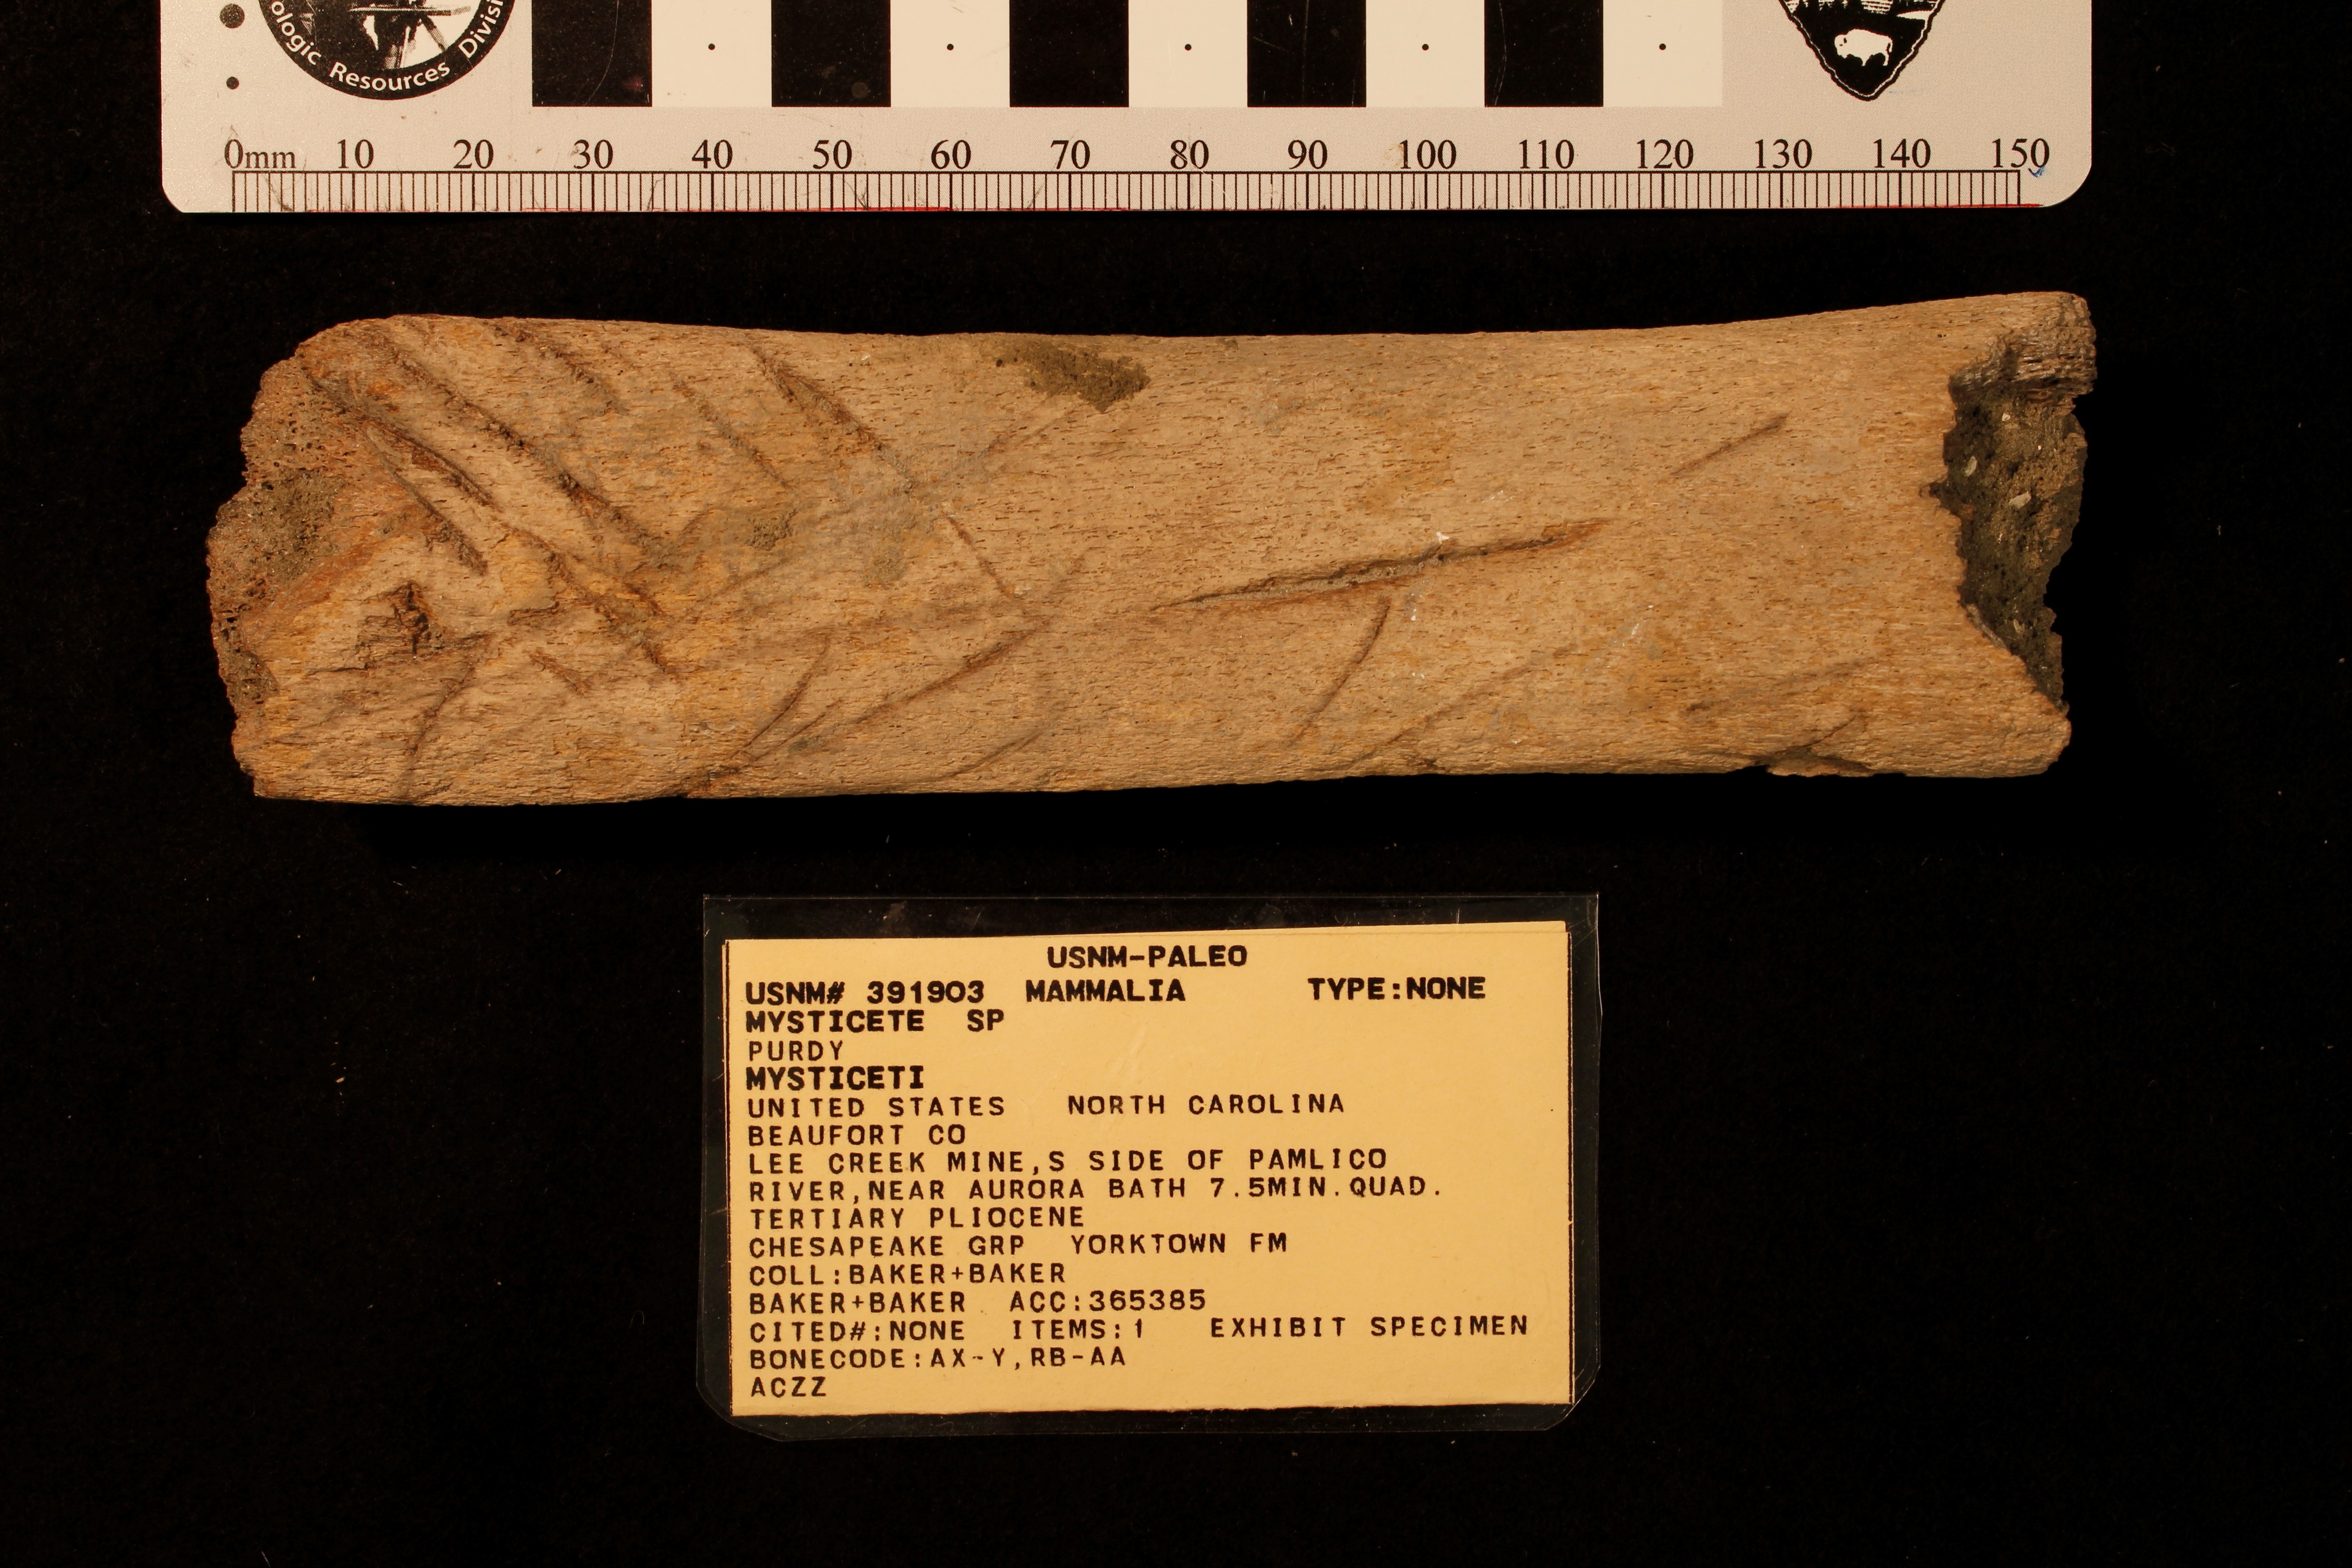 ologic Resources Divisi
0mm 10 20 30 40 50 60 70 80 90 100 110 120 130 140 150
USNM-PALEO
USNM# 391903 MAMMALIA TYPE:NONE
MYSTICETE SP
PURDY
MYSTICETI
UNITED STATES NORTH CAROLINA
BEAUFORT CO
LEE CREEK MINE,S SIDE OF PAMLICO
RIVER,NEAR AURORA BATH 7.5MIN.QUAD.
TERTIARY PLIOCENE
CHESAPEAKE GRP YORKTOWN FM
COLL:BAKER+BAKER
BAKER+BAKER ACC:365385
CITED#:NONE ITEMS:1 EXHIBIT SPECIMEN
BONECODE:AX-Y,RB-AA
ACZZ